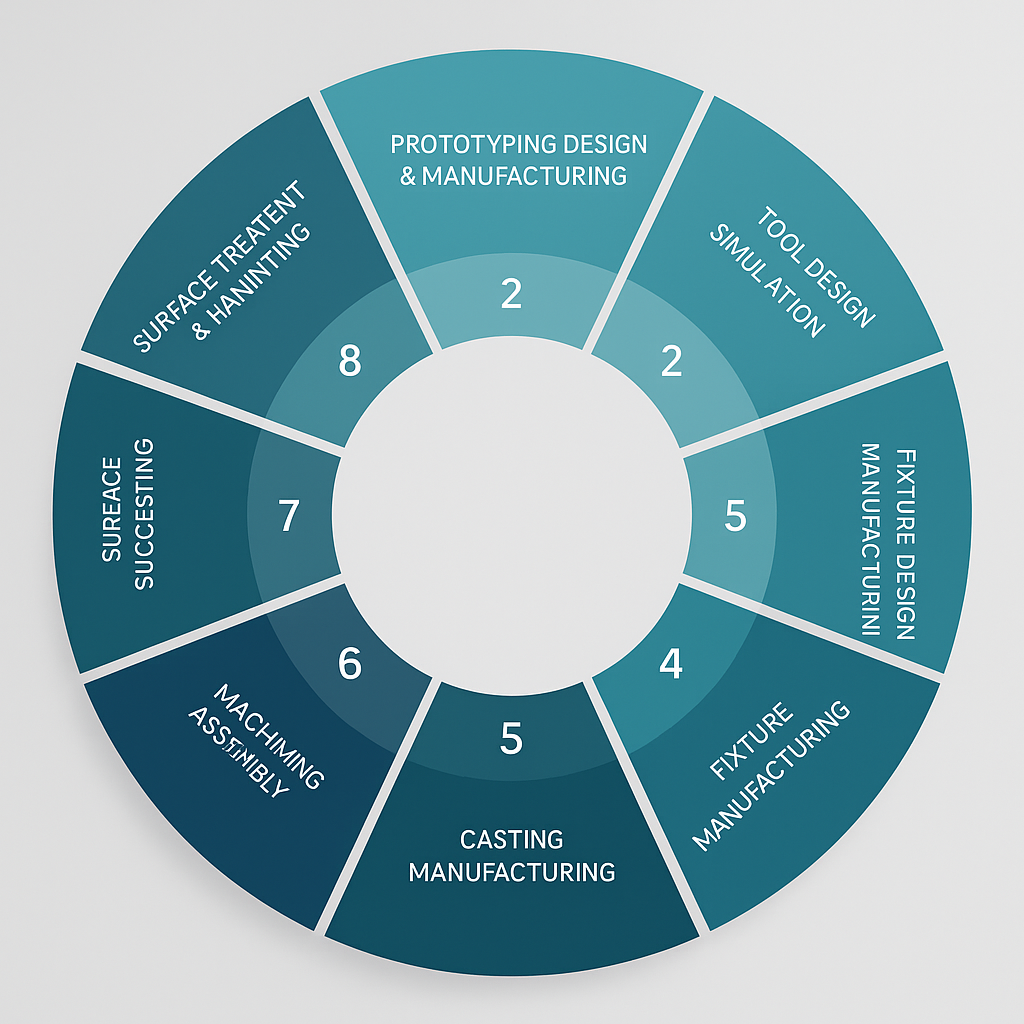 PROTOTYPING DESIGN
& MANUFACTURING
2
TOOL DESIGN
SIMULATION
2
FIXTURE DESIGN
MANUFACTURINI
5
FIXTURE
MANUFACTURING
4
CASTING
MANUFACTURING
5
MACHIMING
6
SUREACE
SUCCESTING
7
SURFACE TREATENT
& HANINTING
8